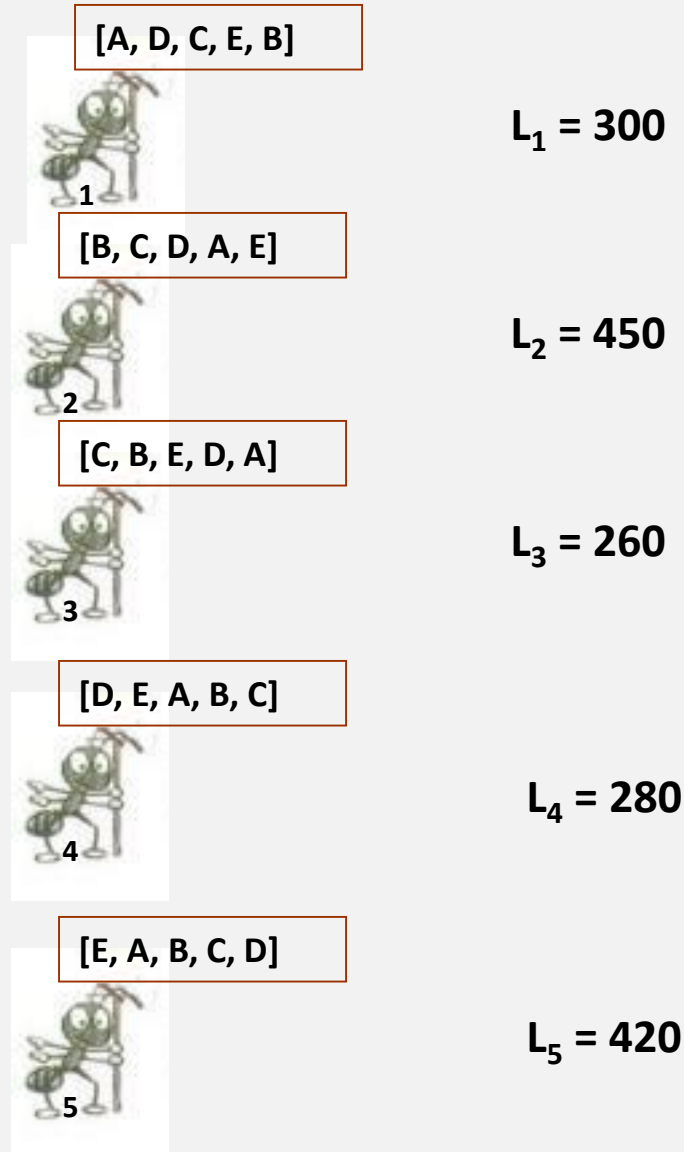 [A, D, C, E, B]
L₁ = 300
1
[B, C, D, A, E]
L₂ = 450
2
[C, B, E, D, A]
L₃ = 260
3
[D, E, A, B, C]
L₄ = 280
4
[E, A, B, C, D]
L₅ = 420
5